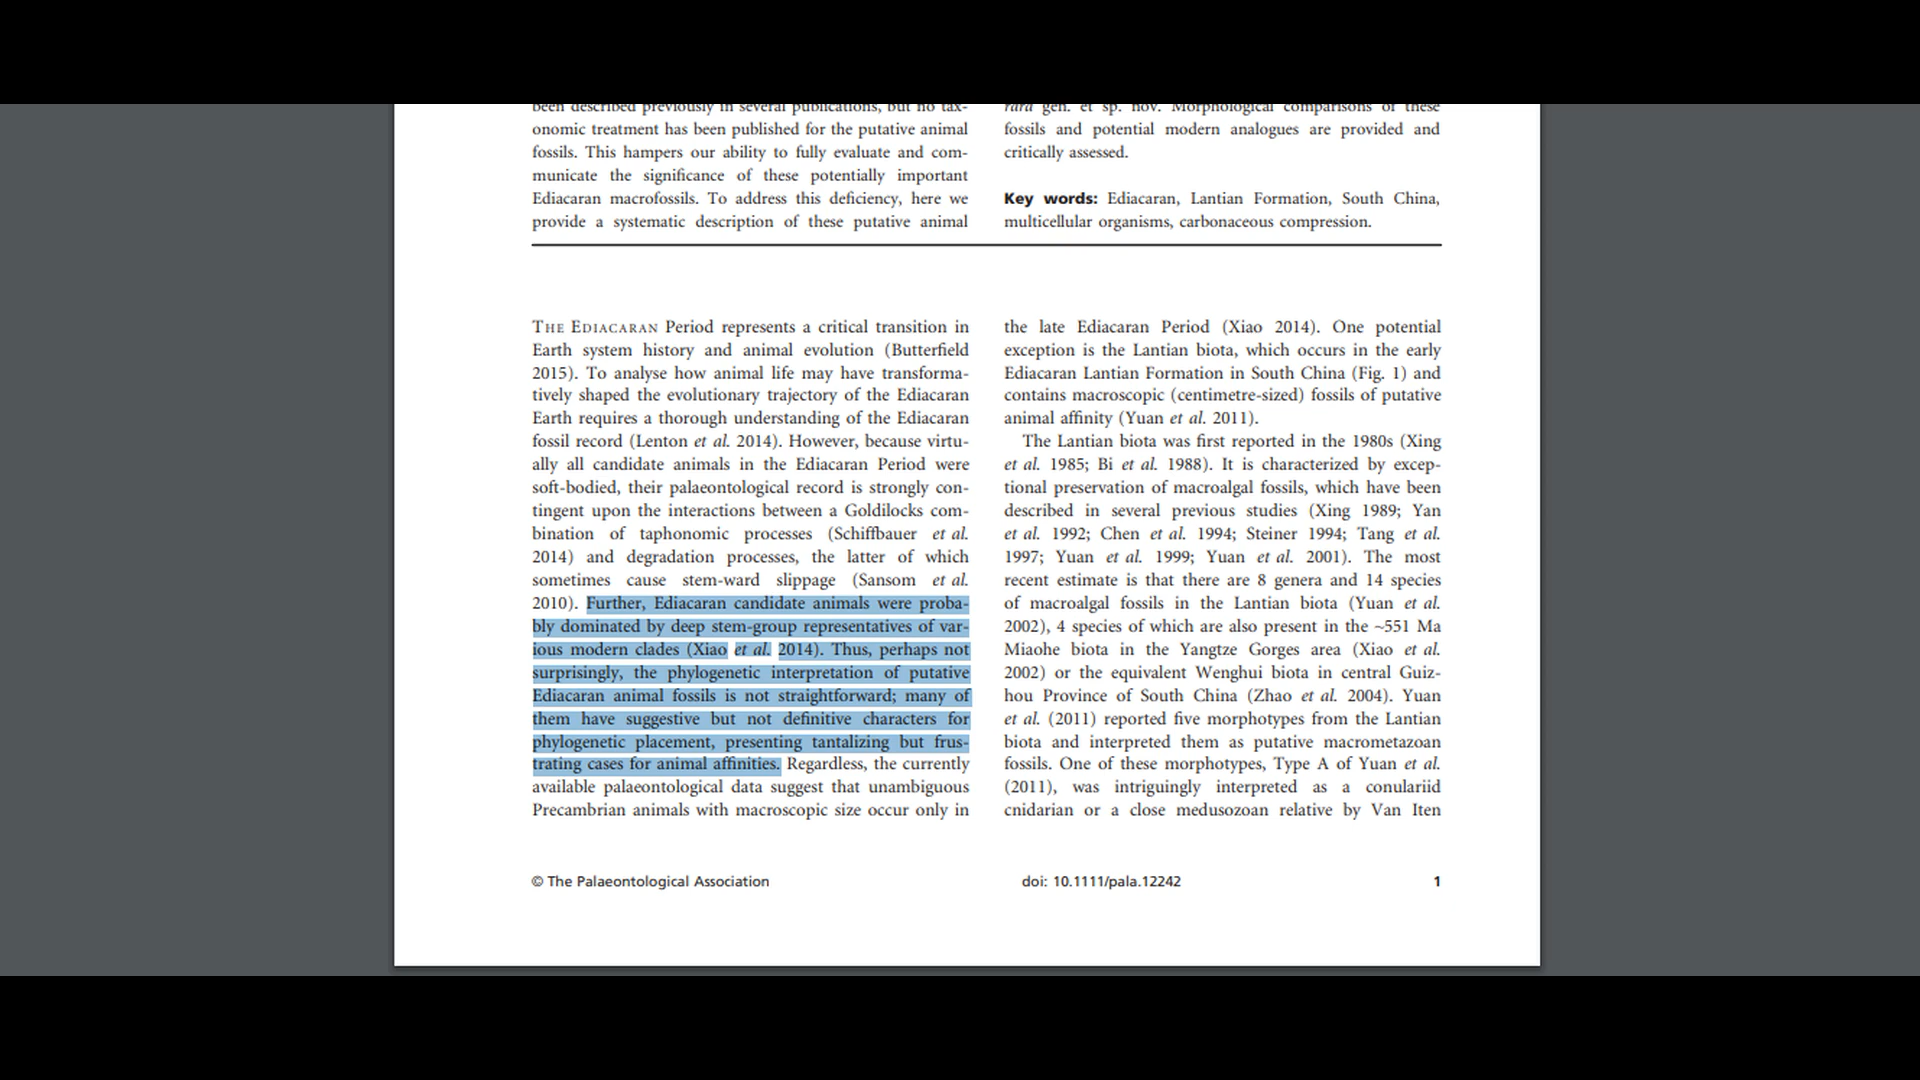 been described previously in several publications, but no tax-
onomic treatment has been published for the putative animal
fossils. This hampers our ability to fully evaluate and com-
municate the significance of these potentially important
Ediacaran macrofossils. To address this deficiency, here we
provide a systematic description of these putative animal
rara gen. et sp. nov. Morphological comparisons of these
fossils and potential modern analogues are provided and
critically assessed.
Key words: Ediacaran, Lantian Formation, South China,
multicellular organisms, carbonaceous compression.
THE EDIACARAN Period represents a critical transition in
Earth system history and animal evolution (Butterfield
2015). To analyse how animal life may have transforma-
tively shaped the evolutionary trajectory of the Ediacaran
Earth requires a thorough understanding of the Ediacaran
fossil record (Lenton et al. 2014). However, because virtu-
ally all candidate animals in the Ediacaran Period were
soft-bodied, their palaeontological record is strongly con-
tingent upon the interactions between a Goldilocks com-
bination of taphonomic processes (Schiffbauer et al.
2014) and degradation processes, the latter of which
sometimes cause stem-ward slippage (Sansom et al.
2010). Further, Ediacaran candidate animals were proba-
bly dominated by deep stem-group representatives of var-
ious modern clades (Xiao et al. 2014). Thus, perhaps not
surprisingly, the phylogenetic interpretation of putative
Ediacaran animal fossils is not straightforward; many of
them have suggestive but not definitive characters for
phylogenetic placement, presenting tantalizing but frus-
trating cases for animal affinities. Regardless, the currently
available palaeontological data suggest that unambiguous
Precambrian animals with macroscopic size occur only in
the late Ediacaran Period (Xiao 2014). One potential
exception is the Lantian biota, which occurs in the early
Ediacaran Lantian Formation in South China (Fig. 1) and
contains macroscopic (centimetre-sized) fossils of putative
animal affinity (Yuan et al. 2011).
The Lantian biota was first reported in the 1980s (Xing
et al. 1985; Bi et al. 1988). It is characterized by excep-
tional preservation of macroalgal fossils, which have been
described in several previous studies (Xing 1989; Yan
et al. 1992; Chen et al. 1994; Steiner 1994; Tang et al.
1997; Yuan et al. 1999; Yuan et al. 2001). The most
recent estimate is that there are 8 genera and 14 species
of macroalgal fossils in the Lantian biota (Yuan et al.
2002), 4 species of which are also present in the ~551 Ma
Miaohe biota in the Yangtze Gorges area (Xiao et al.
2002) or the equivalent Wenghui biota in central Guiz-
hou Province of South China (Zhao et al. 2004). Yuan
et al. (2011) reported five morphotypes from the Lantian
biota and interpreted them as putative macrometazoan
fossils. One of these morphotypes, Type A of Yuan et al.
(2011), was intriguingly interpreted as a conulariid
cnidarian or a close medusozoan relative by Van Iten
© The Palaeontological Association
doi: 10.1111/pala.12242
1